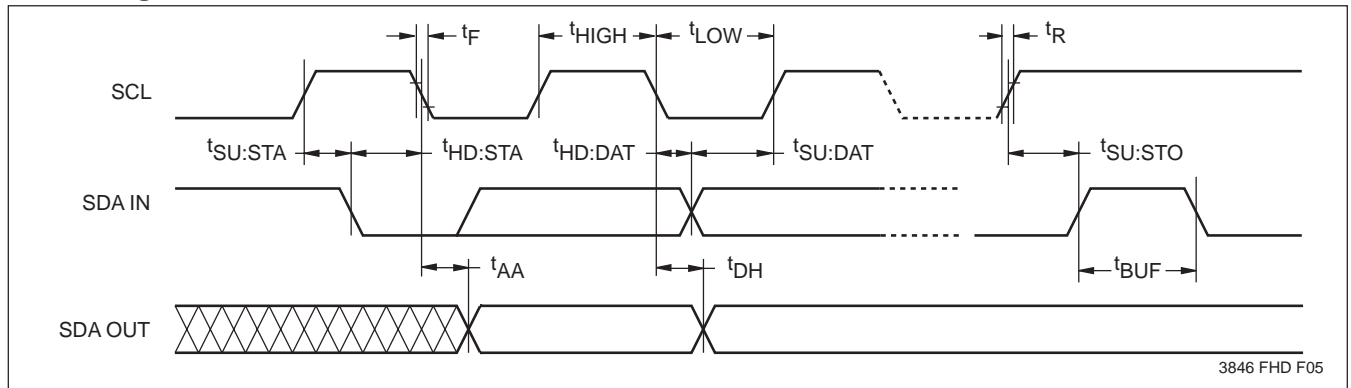 tF
tHIGH
tLOW
tR
SCL
tSU:STA
tHD:STA
tHD:DAT
tSU:DAT
tSU:STO
SDA IN
tAA
tDH
tBUF
SDA OUT
3846 FHD F05